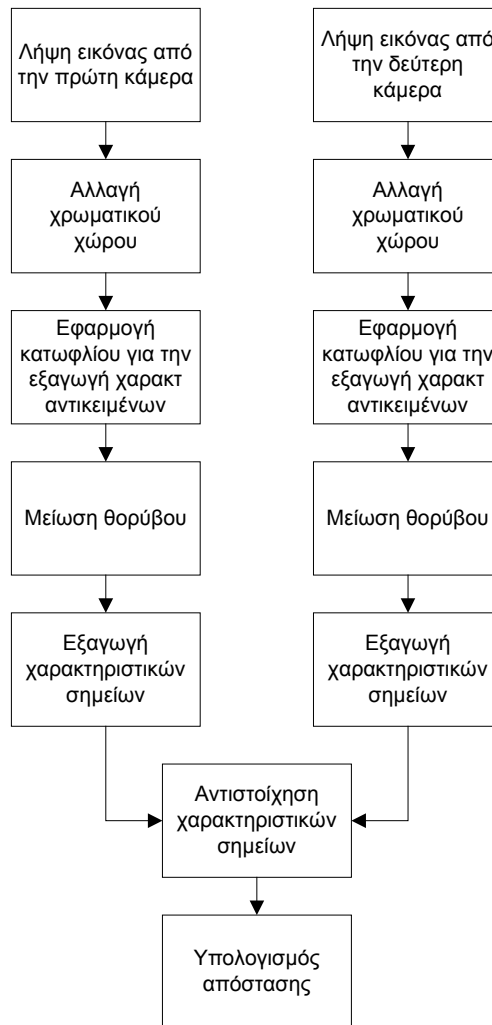 Λήψη εικόνας από
την πρώτη κάμερα
Λήψη εικόνας από
την δεύτερη
κάμερα
Αλλαγή
χρωματικού
χώρου
Αλλαγή
χρωματικού
χώρου
Εφαρμογή
κατωφλίου για την
εξαγωγή χαρακτ
αντικειμένων
Εφαρμογή
κατωφλίου για την
εξαγωγή χαρακτ
αντικειμένων
Μείωση θορύβου
Μείωση θορύβου
Εξαγωγή
χαρακτηριστικών
σημείων
Εξαγωγή
χαρακτηριστικών
σημείων
Αντιστοίχηση
χαρακτηριστικών
σημείων
Υπολογισμός
απόστασης